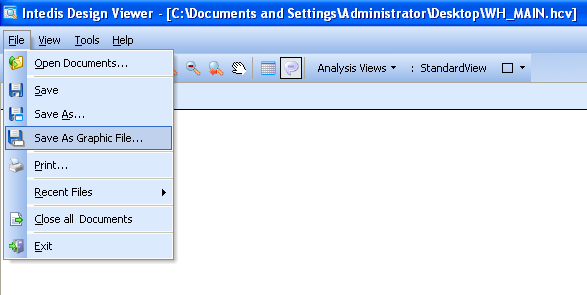 Intedis Design Viewer - [C:\Documents and Settings\Administrator\Desktop\WH_MAIN.hcv]
File View Tools Help
Open Documents...
Analysis Views : StandardView
Save
Save As...
Save As Graphic File...
Print...
Recent Files
Close all Documents
Exit